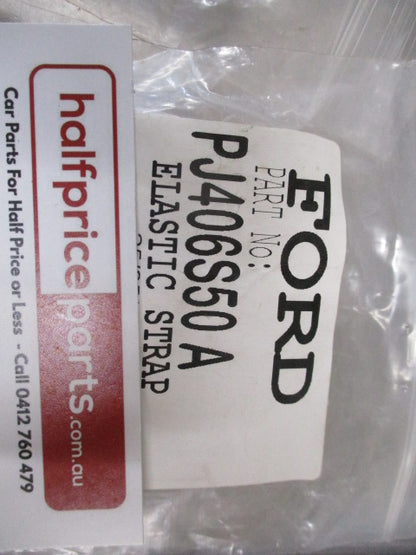 FORD
PART No:
PJ406S50 A
ELASTIC STRAP
halfpriceparts.com.au
Car Parts For Half Price or Less - Call 0412 760 479